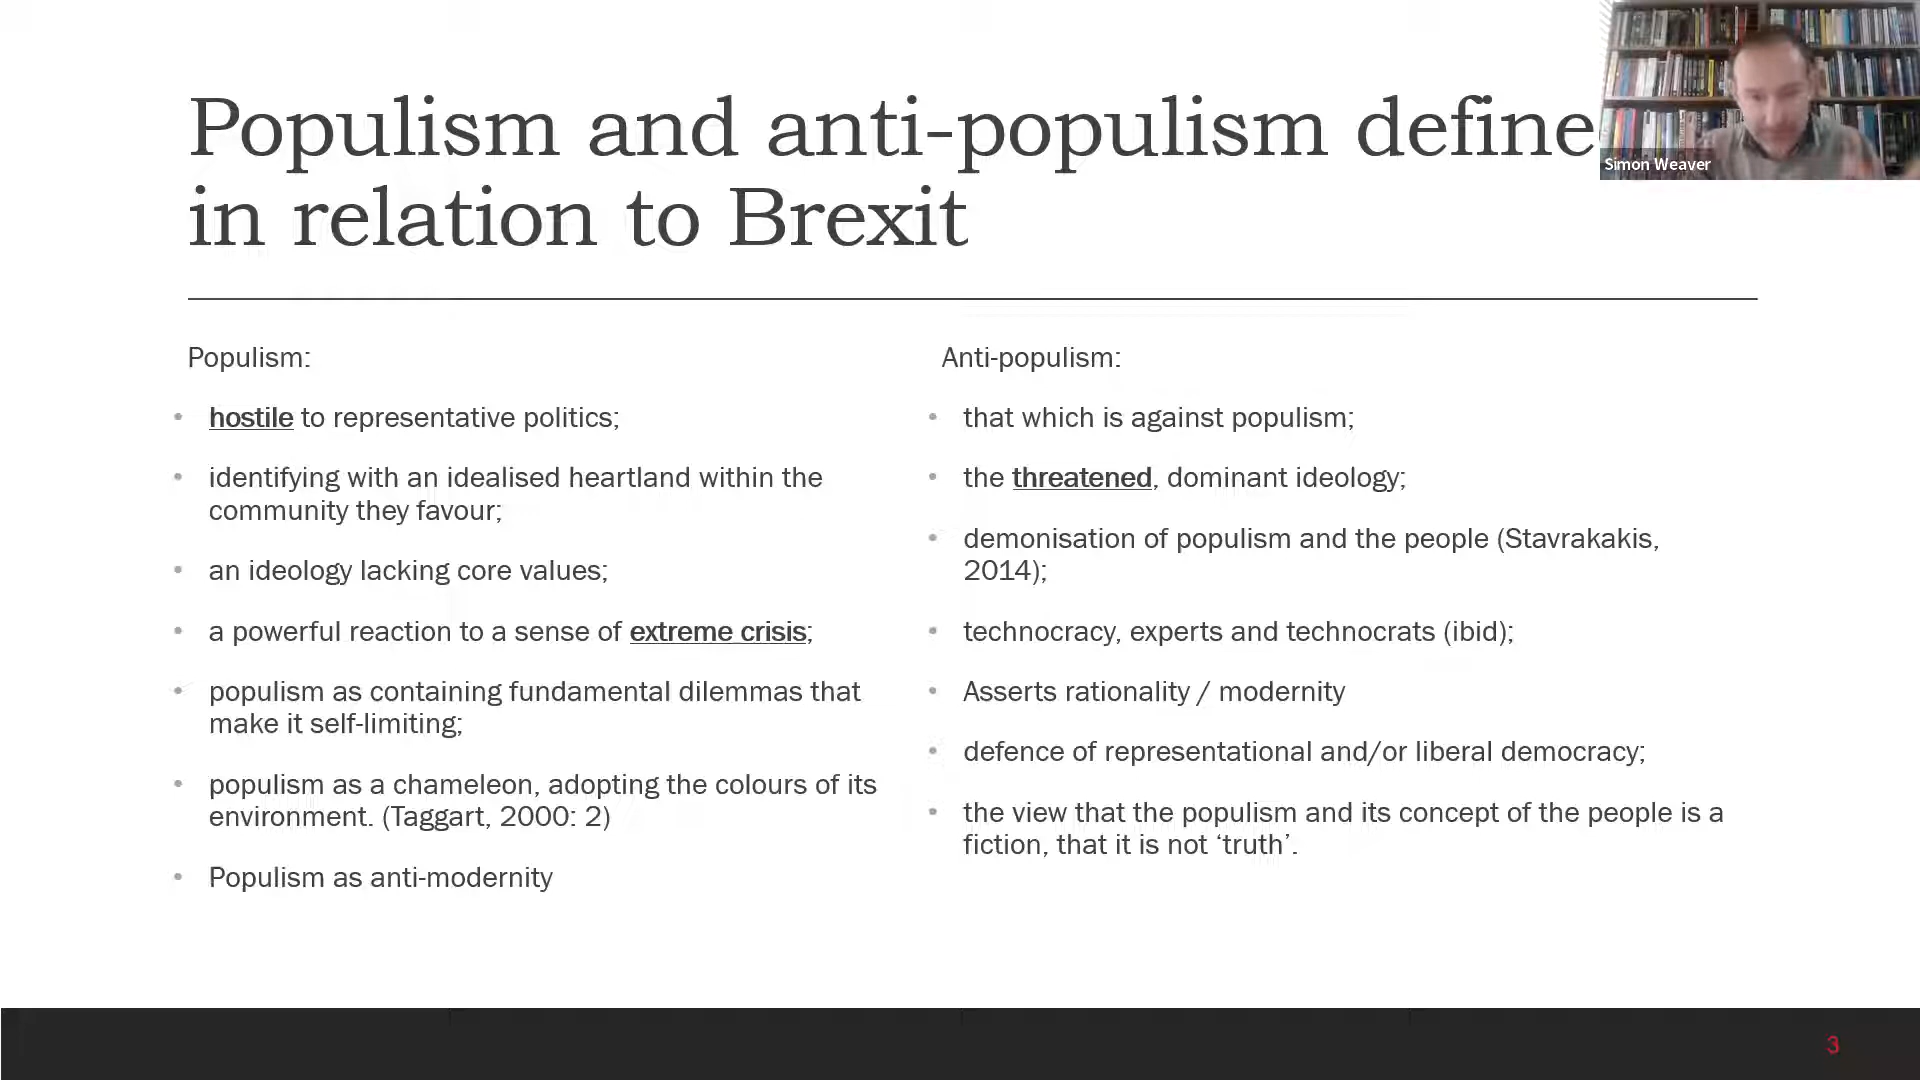 Populism and anti-populism define
in relation to Brexit
Simon Weaver
Populism:
• hostile to representative politics;
• identifying with an idealised heartland within the
community they favour;
• an ideology lacking core values;
• a powerful reaction to a sense of extreme crisis;
• populism as containing fundamental dilemmas that
make it self-limiting;
• populism as a chameleon, adopting the colours of its
environment. (Taggart, 2000: 2)
• Populism as anti-modernity
Anti-populism:
• that which is against populism;
• the threatened, dominant ideology;
• demonisation of populism and the people (Stavrakakis,
2014);
• technocracy, experts and technocrats (ibid);
• Asserts rationality / modernity
• defence of representational and/or liberal democracy;
• the view that the populism and its concept of the people is a
fiction, that it is not ‘truth’.
3